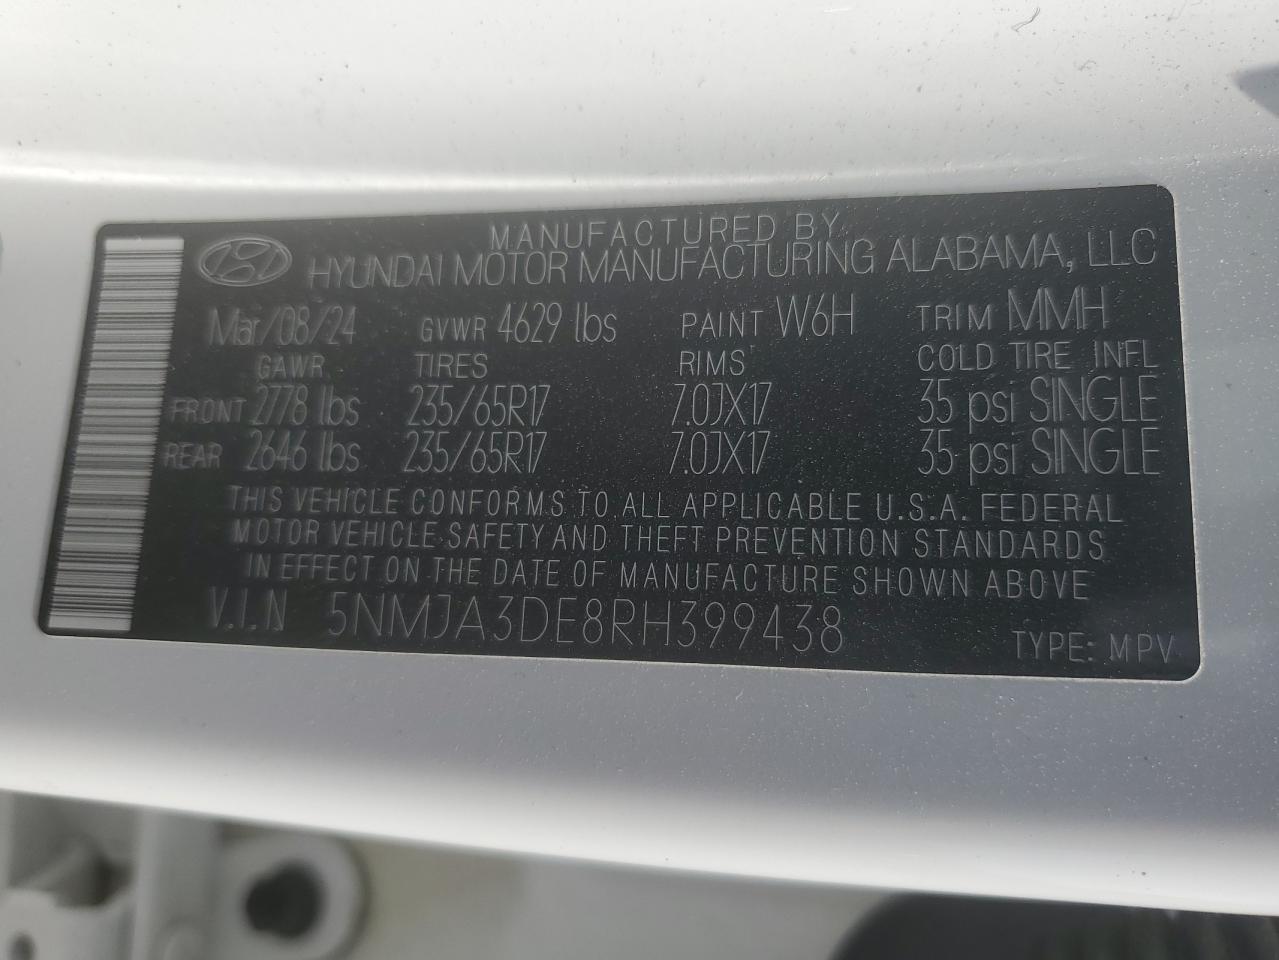 MANUFACTURED BY
HYUNDAI MOTOR MANUFACTURING ALABAMA, LLC
Mar/08/24 GVWR 4629 lbs PAINT W6H TRIM MMH
GAWR TIRES RIMS COLD TIRE INFL
FRONT 2778 lbs 235/65R17 7.0JX17 35 psi SINGLE
REAR 2646 lbs 235/65R17 7.0JX17 35 psi SINGLE
THIS VEHICLE CONFORMS TO ALL APPLICABLE U.S.A. FEDERAL
MOTOR VEHICLE SAFETY AND THEFT PREVENTION STANDARDS
IN EFFECT ON THE DATE OF MANUFACTURE SHOWN ABOVE
V.I.N 5NMJA3DE8RH399438 TYPE: MPV